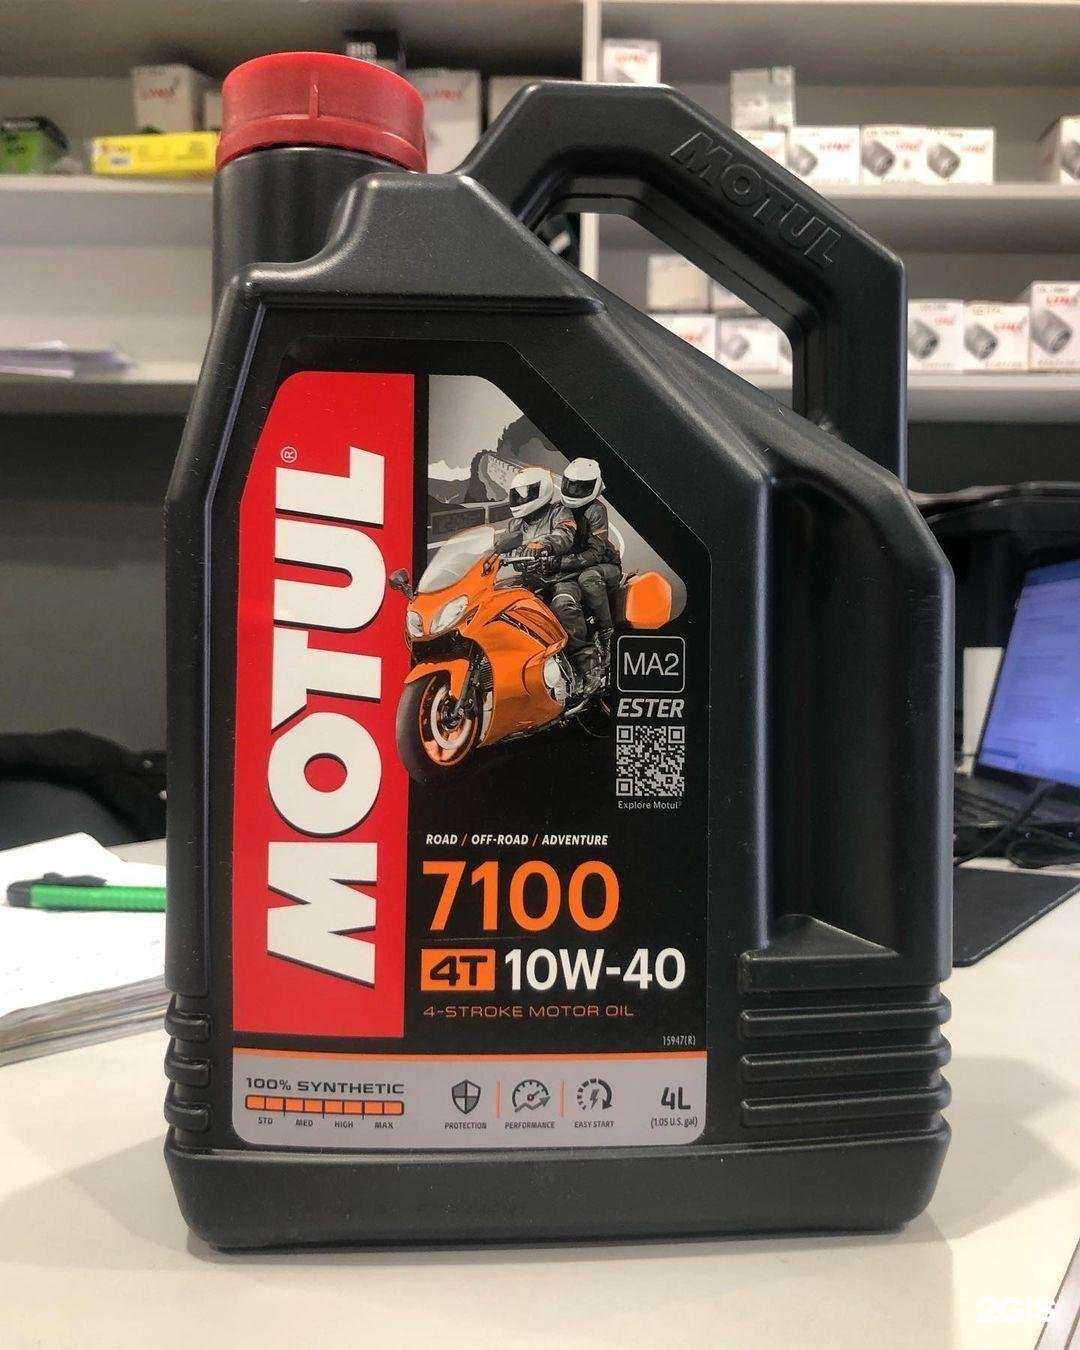 MOTUL
MOTUL®
MA2
ESTER
Explore Motul
ROAD / OFF-ROAD / ADVENTURE
7100
4T 10W-40
4-STROKE MOTOR OIL
15947(R)
100% SYNTHETIC
STD MED HIGH MAX
PROTECTION PERFORMANCE EASY START
4L
(1.05 U.S. gal)
2GIS